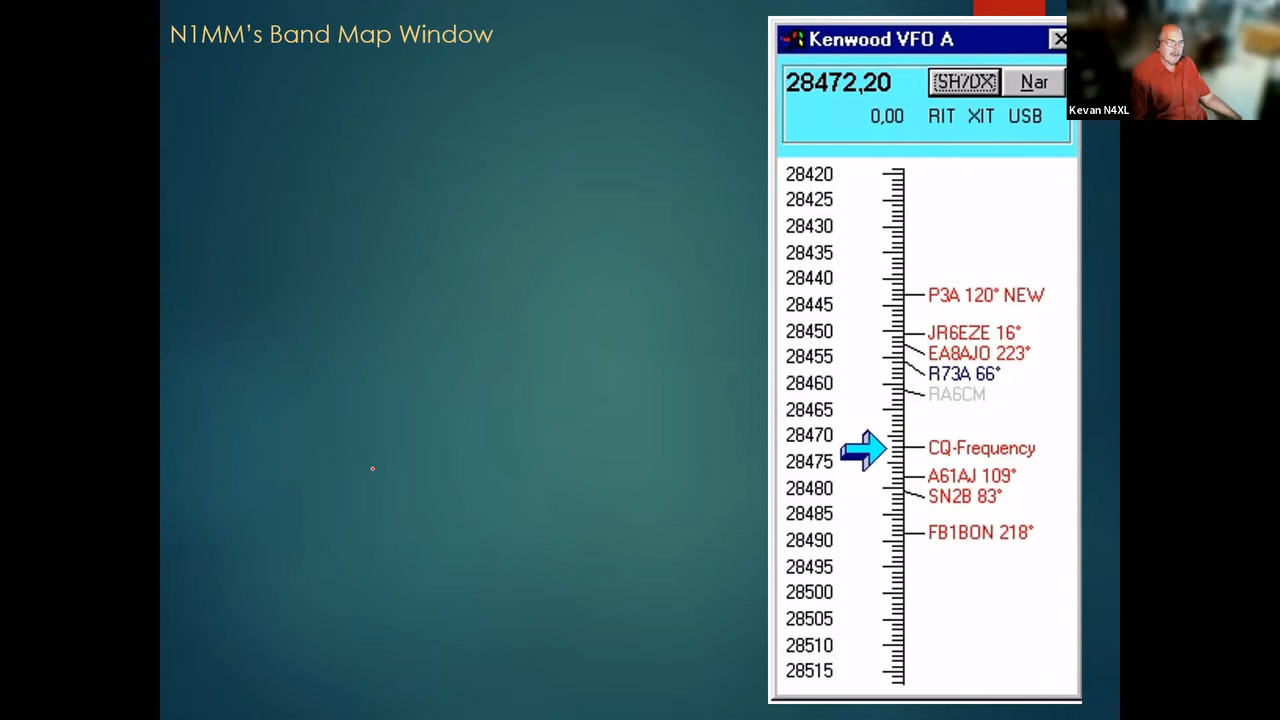 N1MM's Band Map Window
Kenwood VFO A
28472,20 SH/DX Nar
0,00 RIT XIT USB
Kevan N4XL
28420
28425
28430
28435
28440
P3A 120° NEW
28445
28450
JR6EZE 16°
EA8AJO 223°
28455
R73A 66°
28460
RA6CM
28465
28470
CQ-Frequency
28475
A61AJ 109°
28480
SN2B 83°
28485
FB1BON 218°
28490
28495
28500
28505
28510
28515